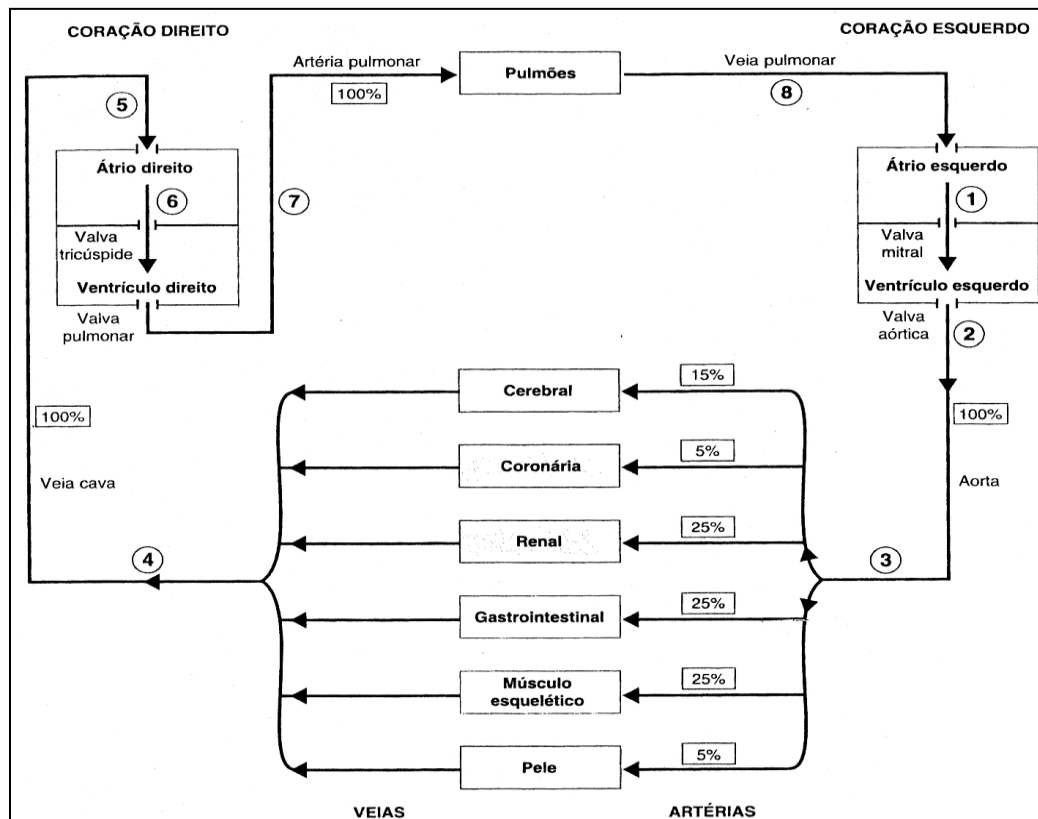 CORAÇÃO DIREITO
CORAÇÃO ESQUERDO
Artéria pulmonar
100%
Pulmões
Veia pulmonar
8
5
Átrio direito
6
7
Valva
tricúspide
Ventrículo direito
Valva
pulmonar
Átrio esquerdo
1
Valva
mitral
Ventrículo esquerdo
Valva
aórtica
2
100%
Aorta
3
15%
Cerebral
5%
Coronária
25%
Renal
25%
Gastrointestinal
25%
Músculo
esquelético
5%
Pele
100%
Veia cava
4
VEIAS
ARTÉRIAS